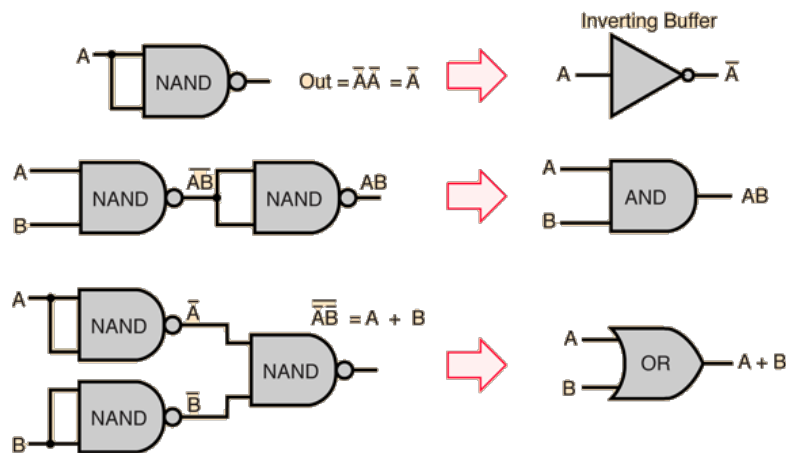 Inverting Buffer
A NAND Out = A̅A̅ = A̅ A A̅
A B NAND A̅B̅ NAND AB A B AND AB
A NAND A̅ B NAND B̅ NAND A̅̅B̅̅ = A + B A B OR A + B